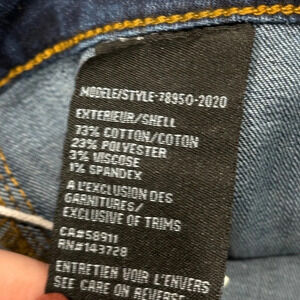 MODELE/STYLE-78950-2020
EXTERIEUR/SHELL
73% COTTON/COTON
23% POLYESTER
3% VISCOSE
1% SPANDEX
A L'EXCLUSION DES
GARNITURES/
EXCLUSIVE OF TRIMS
CA#58911
RN#143728
ENTRETIEN VOIR L'ENVERS
SEE CARE ON REVERSE